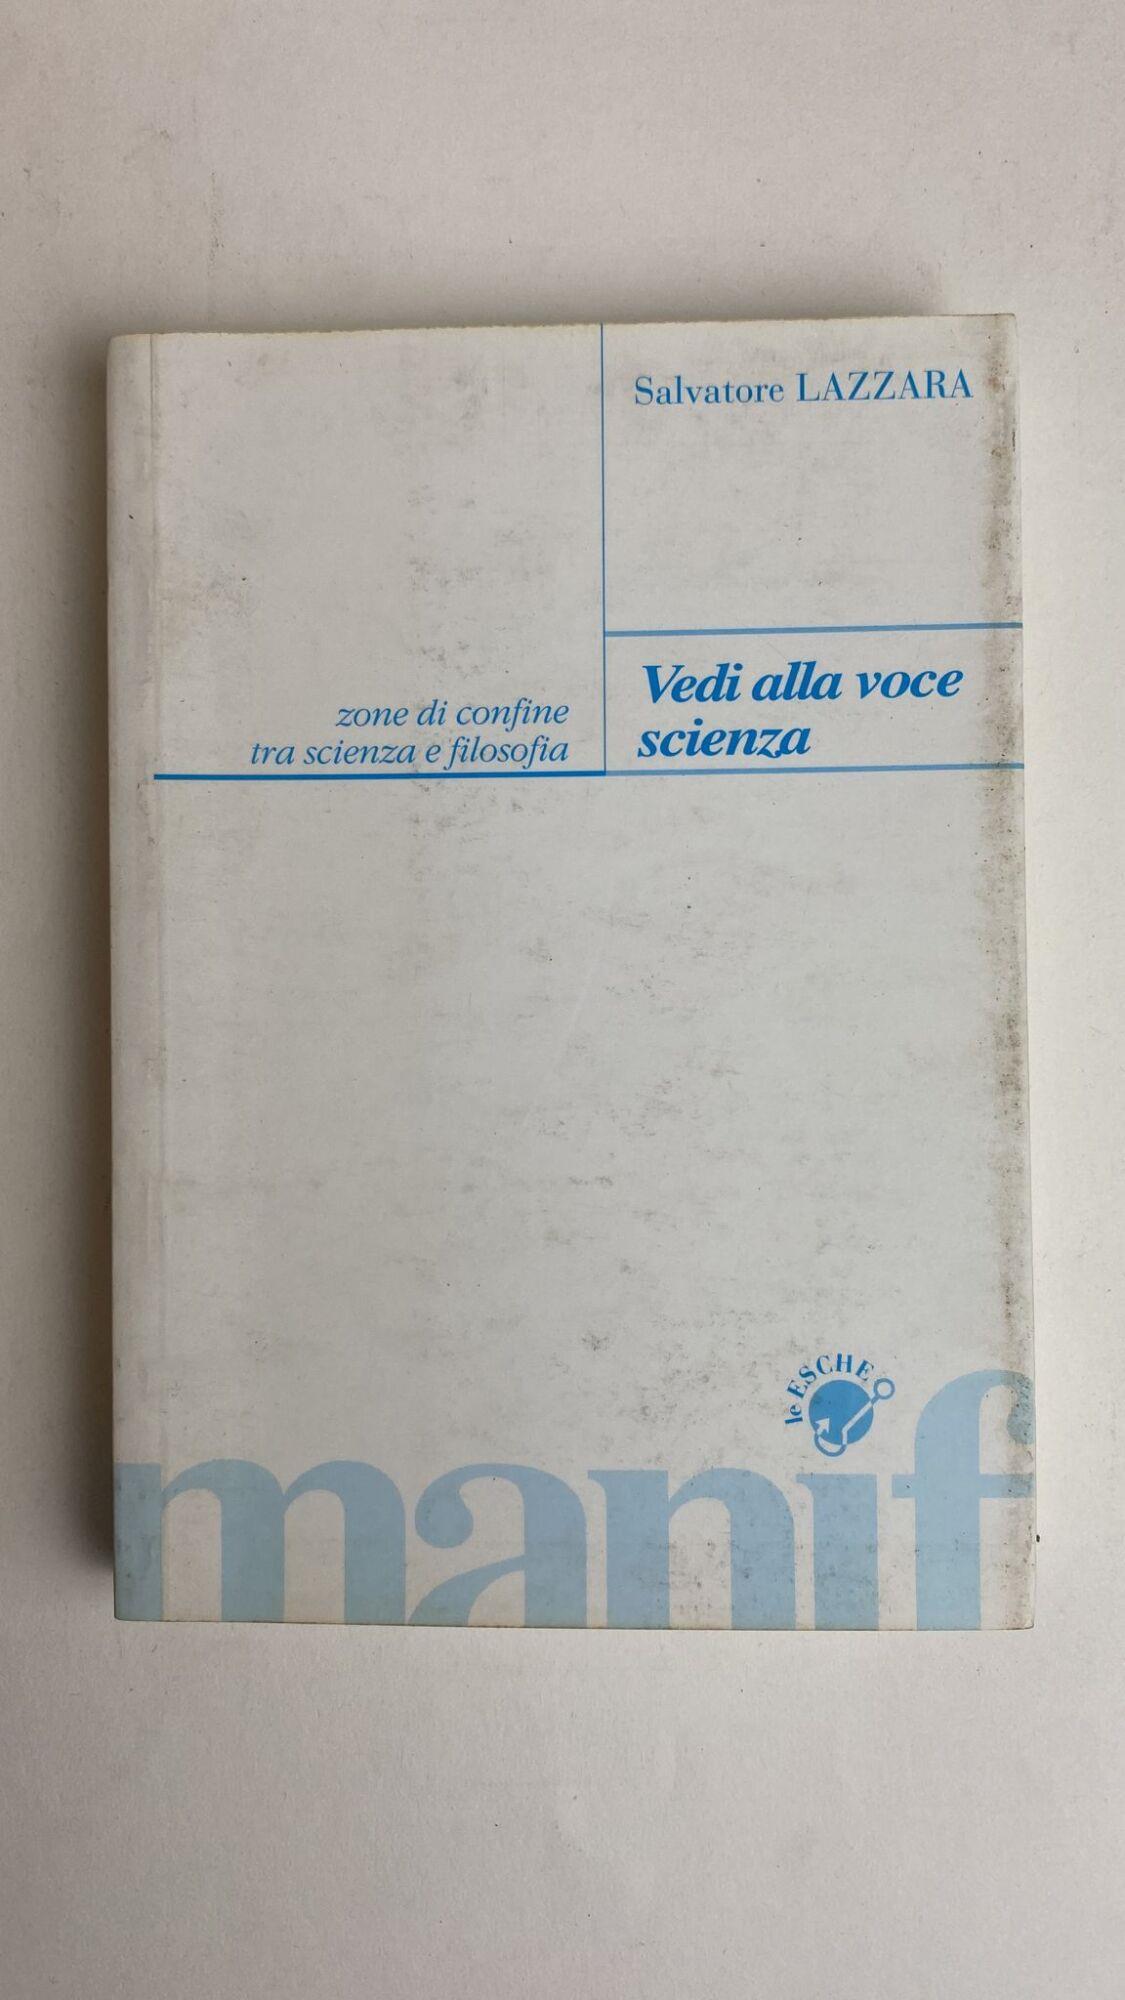 Salvatore LAZZARA
Vedi alla voce
scienza
zone di confine
tra scienza e filosofia
le ESCHE
manif